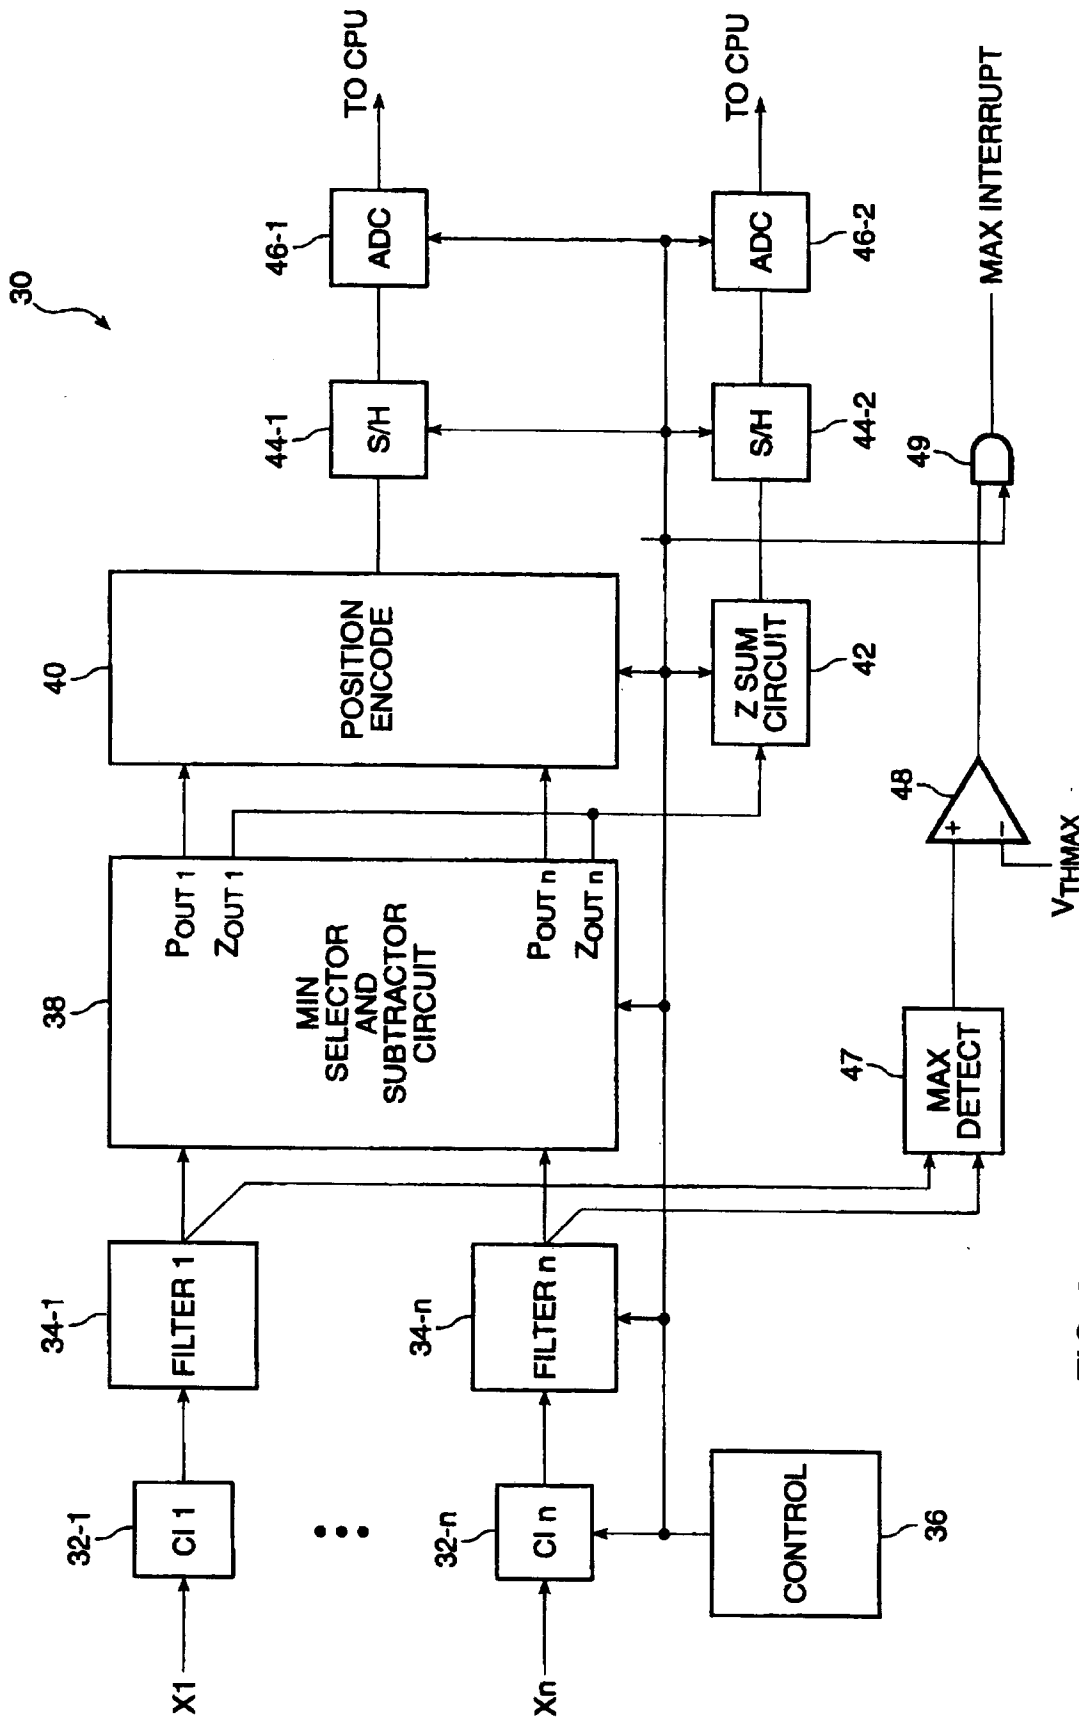 30
X1
32-1
CI 1
34-1
FILTER 1
38
MIN
SELECTOR
AND
SUBTRACTOR
CIRCUIT
POUT 1
ZOUT 1
POUT n
ZOUT n
40
POSITION
ENCODE
44-1
S/H
46-1
ADC
TO CPU
Xn
32-n
CI n
34-n
FILTER n
Z SUM
CIRCUIT
42
S/H
44-2
ADC
46-2
TO CPU
CONTROL
36
47
MAX
DETECT
48
+
−
VTHMAX
49
MAX INTERRUPT